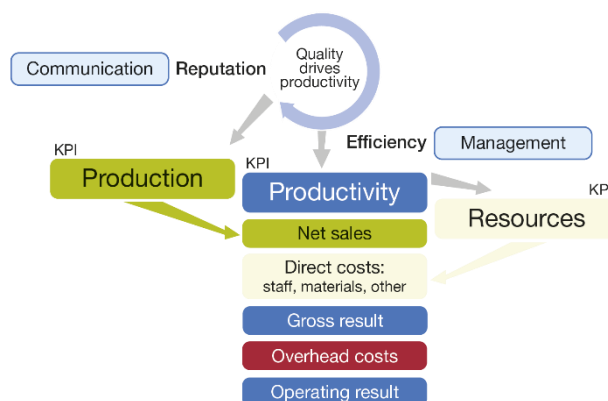 Quality
drives
productivity
Communication
Reputation
Efficiency
Management
KPI
Production
KPI
Productivity
KP
Resources
Net sales
Direct costs:
staff, materials, other
Gross result
Overhead costs
Operating result